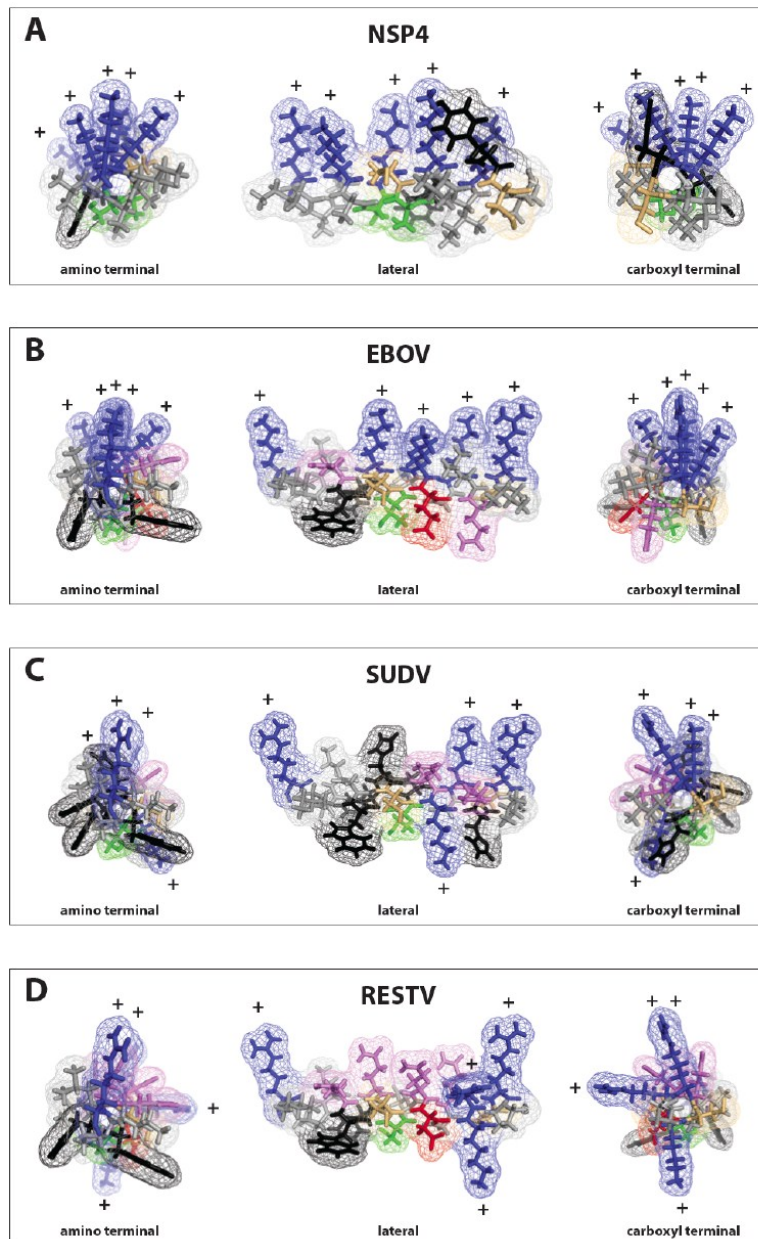 A
NSP4
+ + + + +
+ + + + +
+ + + + +
amino terminal lateral carboxyl terminal
B
EBOV
+ + + + +
+ + + + +
+ + + + +
amino terminal lateral carboxyl terminal
C
SUDV
+ + + +
+ + + +
+ + + +
amino terminal lateral carboxyl terminal
D
RESTV
+ + + +
+ + + +
+ + + +
amino terminal lateral carboxyl terminal